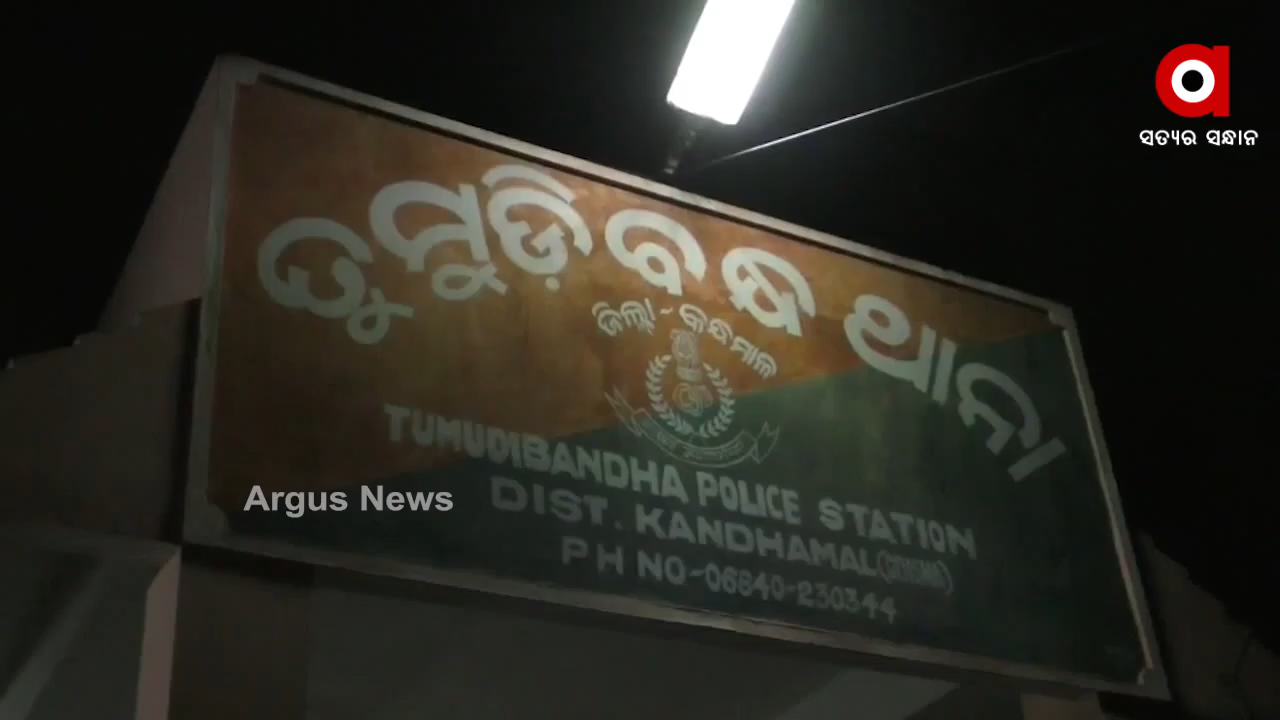 ସତ୍ୟର ସନ୍ଧାନ
ତୁମୁଡ଼ିବନ୍ଧ ଥାନା
ଜିଲ୍ଲା-କନ୍ଧମାଳ
TUMUDIBANDHA POLICE STATION
Argus News
DIST. KANDHAMAL
PH NO-06840-230344